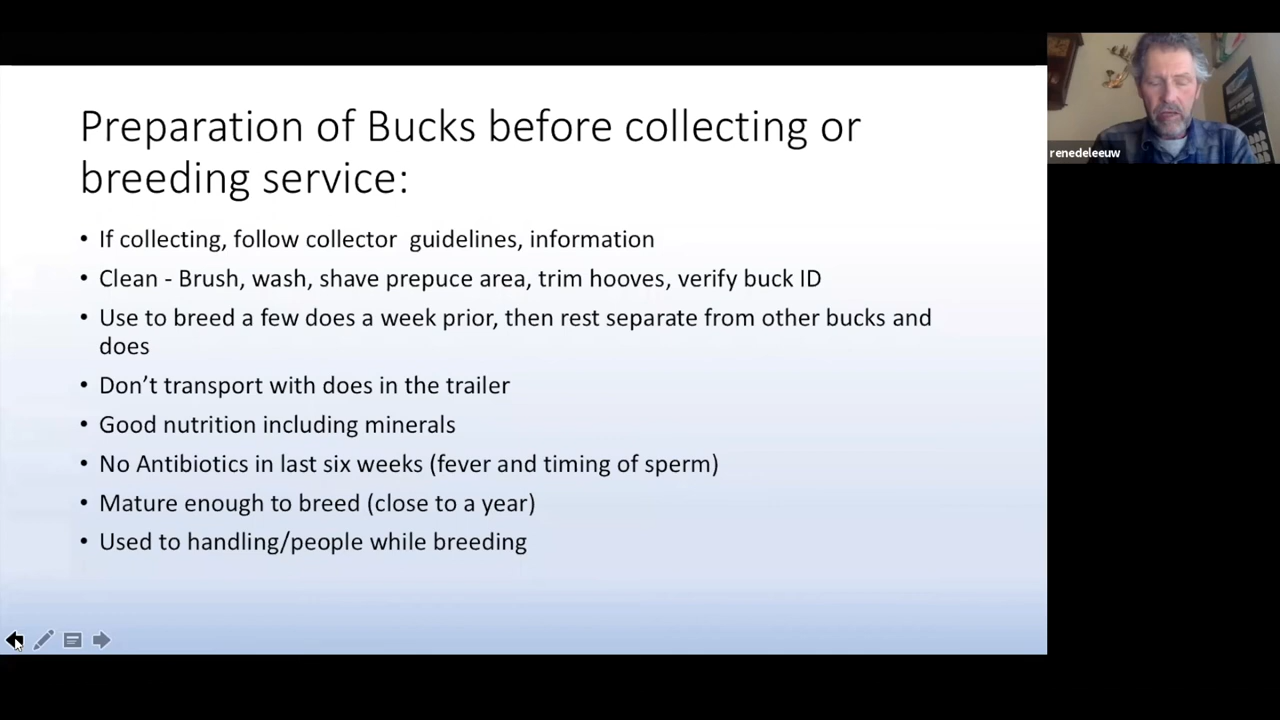 Preparation of Bucks before collecting or
breeding service:
• If collecting, follow collector  guidelines, information
• Clean - Brush, wash, shave prepuce area, trim hooves, verify buck ID
• Use to breed a few does a week prior, then rest separate from other bucks and
does
• Don’t transport with does in the trailer
• Good nutrition including minerals
• No Antibiotics in last six weeks (fever and timing of sperm)
• Mature enough to breed (close to a year)
• Used to handling/people while breeding
renedeleeuw